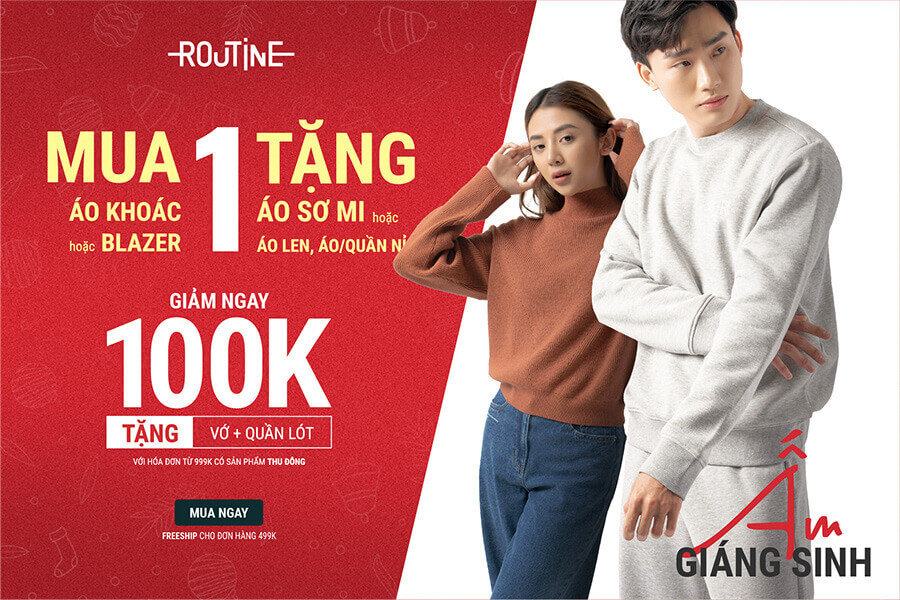 ROUTINE
MUA 1 TẶNG
ÁO KHOÁC
hoặc BLAZER
ÁO SƠ MI hoặc
ÁO LEN, ÁO/QUẦN NỈ
GIẢM NGAY
100K
TẶNG VỚ + QUẦN LÓT
VỚI HÓA ĐƠN TỪ 999K CÓ SẢN PHẨM THU ĐÔNG
MUA NGAY
FREESHIP CHO ĐƠN HÀNG 499K
Ấm
GIÁNG SINH